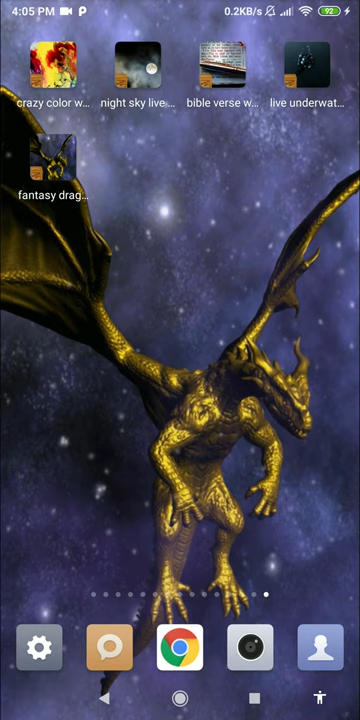 4:05 PM 0.2KB/s 92
crazy color w... night sky live ... bible verse w... live underwat...
fantasy drag...